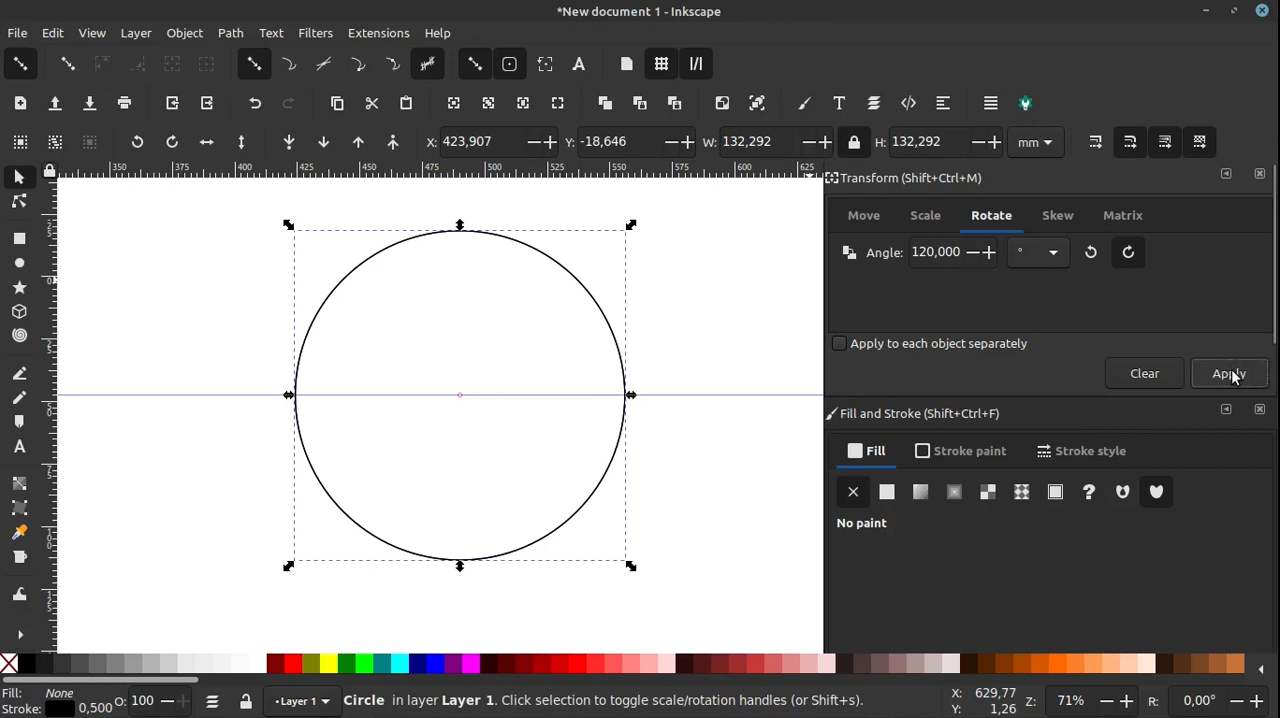 *New document 1 - Inkscape
File Edit View Layer Object Path Text Filters Extensions Help
X: 423,907 Y: -18,646 W: 132,292 H: 132,292 mm
350 375 400 425 450 475 500 525 550 575 600 625
Transform (Shift+Ctrl+M)
Move Scale Rotate Skew Matrix
Angle: 120,000 °
Apply to each object separately
Clear Apply
Fill and Stroke (Shift+Ctrl+F)
Fill Stroke paint Stroke style
No paint
Fill: None
Stroke: 0,500 O: 100 •Layer 1 Circle in layer Layer 1. Click selection to toggle scale/rotation handles (or Shift+s). X: 629,77 Z: 71% R: 0,00°
Y: 1,26